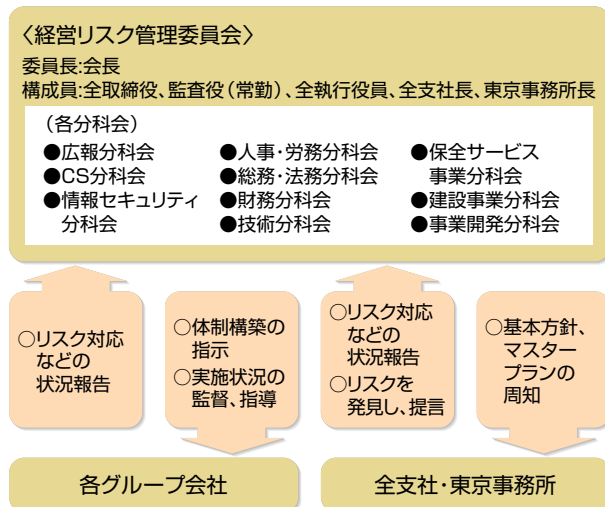 〈経営リスク管理委員会〉
委員長:会長
構成員:全取締役、監査役(常勤)、全執行役員、全支社長、東京事務所長
(各分科会)
●広報分科会
●CS分科会
●情報セキュリティ
分科会
●人事・労務分科会
●総務・法務分科会
●財務分科会
●技術分科会
●保全サービス
事業分科会
●建設事業分科会
●事業開発分科会
○リスク対応
などの
状況報告
○体制構築の
指示
○実施状況の
監督、指導
○リスク対応
などの
状況報告
○リスクを
発見し、提言
○基本方針、
マスター
プランの
周知
各グループ会社
全支社・東京事務所